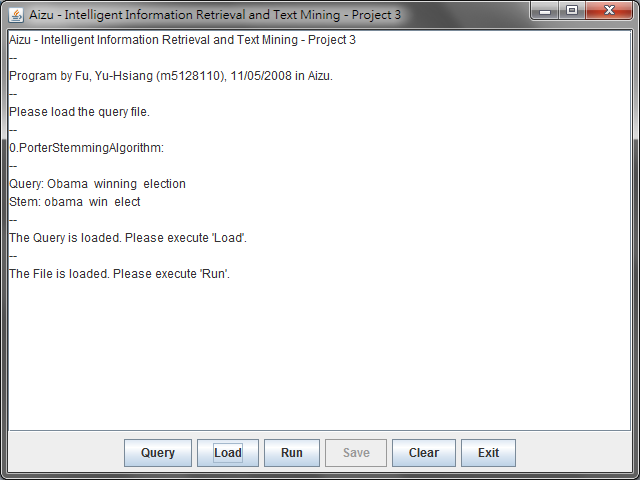 Aizu - Intelligent Information Retrieval and Text Mining - Project 3
Aizu - Intelligent Information Retrieval and Text Mining - Project 3
--
Program by Fu, Yu-Hsiang (m5128110), 11/05/2008 in Aizu.
--
Please load the query file.
--
0.PorterStemmingAlgorithm:
--
Query: Obama  winning  election
Stem: obama  win  elect
--
The Query is loaded. Please execute 'Load'.
--
The File is loaded. Please execute 'Run'.
Query Load Run Save Clear Exit